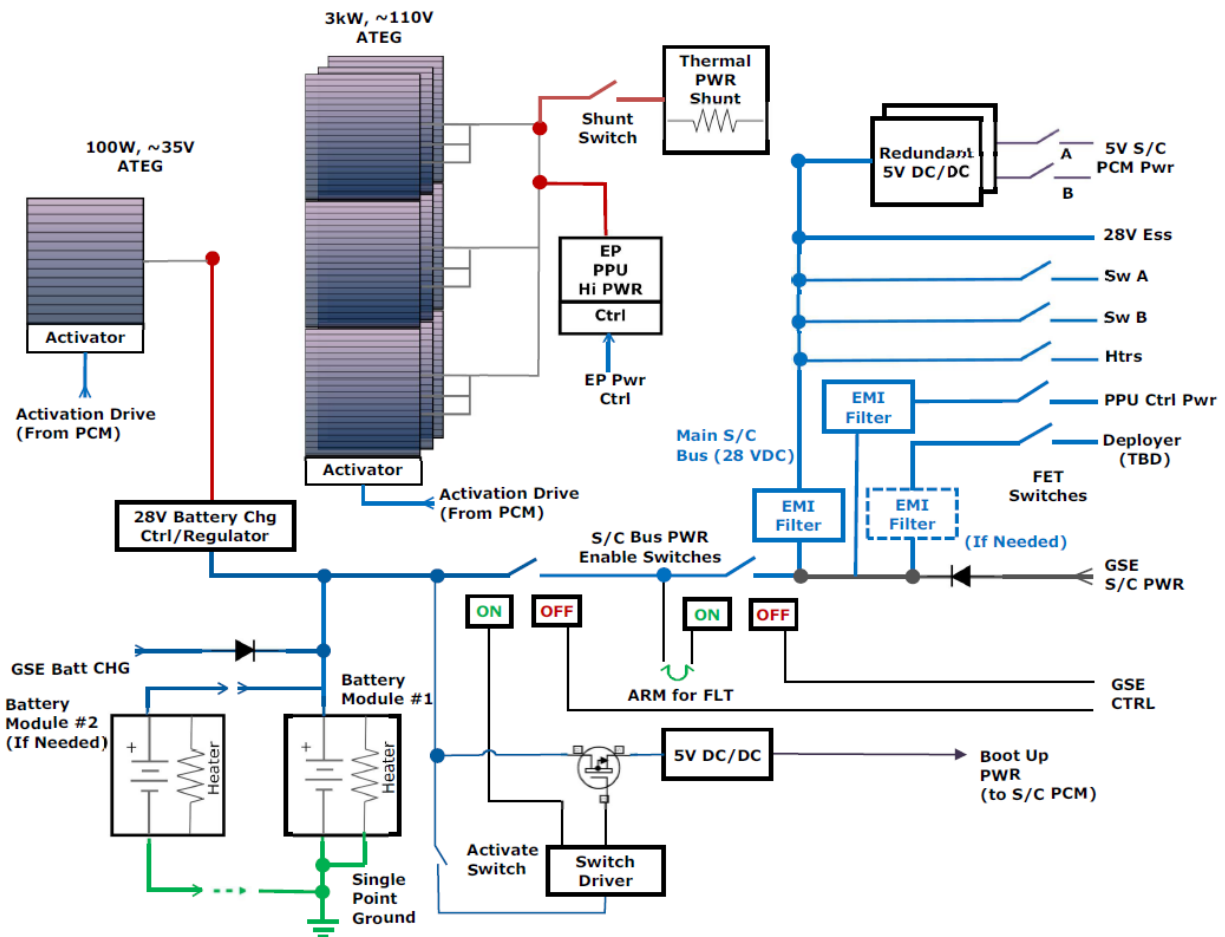 3kW, ~110V
ATEG
Thermal
PWR
Shunt
Shunt
Switch
100W, ~35V
ATEG
Redundant
5V DC/DC
A
B
5V S/C
PCM Pwr
28V Ess
Sw A
Sw B
Htrs
EP
PPU
Hi PWR
Ctrl
EP Pwr
Ctrl
Activator
Activation Drive
(From PCM)
EMI
Filter
PPU Ctrl Pwr
Deployer
(TBD)
FET
Switches
Main S/C
Bus (28 VDC)
Activator
Activation Drive
(From PCM)
EMI
Filter
EMI
Filter
(If Needed)
28V Battery Chg
Ctrl/Regulator
S/C Bus PWR
Enable Switches
GSE
S/C PWR
ON
OFF
ON
OFF
GSE Batt CHG
ARM for FLT
GSE
CTRL
Battery
Module #2
(If Needed)
Battery
Module #1
+
Heater
+
Heater
5V DC/DC
Boot Up
PWR
(to S/C PCM)
Activate
Switch
Switch
Driver
Single
Point
Ground